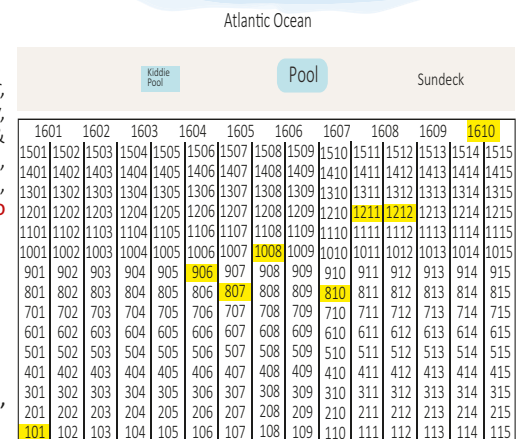 Atlantic Ocean
Kiddie
Pool
Pool
Sundeck
1601 1602 1603 1604 1605 1606 1607 1608 1609 1610
1501 1502 1503 1504 1505 1506 1507 1508 1509 1510 1511 1512 1513 1514 1515
1401 1402 1403 1404 1405 1406 1407 1408 1409 1410 1411 1412 1413 1414 1415
1301 1302 1303 1304 1305 1306 1307 1308 1309 1310 1311 1312 1313 1314 1315
1201 1202 1203 1204 1205 1206 1207 1208 1209 1210 1211 1212 1213 1214 1215
1101 1102 1103 1104 1105 1106 1107 1108 1109 1110 1111 1112 1113 1114 1115
1001 1002 1003 1004 1005 1006 1007 1008 1009 1010 1011 1012 1013 1014 1015
901 902 903 904 905 906 907 908 909 910 911 912 913 914 915
801 802 803 804 805 806 807 808 809 810 811 812 813 814 815
701 702 703 704 705 706 707 708 709 710 711 712 713 714 715
601 602 603 604 605 606 607 608 609 610 611 612 613 614 615
501 502 503 504 505 506 507 508 509 510 511 512 513 514 515
401 402 403 404 405 406 407 408 409 410 411 412 413 414 415
301 302 303 304 305 306 307 308 309 310 311 312 313 314 315
201 202 203 204 205 206 207 208 209 210 211 212 213 214 215
101 102 103 104 105 106 107 108 109 110 111 112 113 114 115